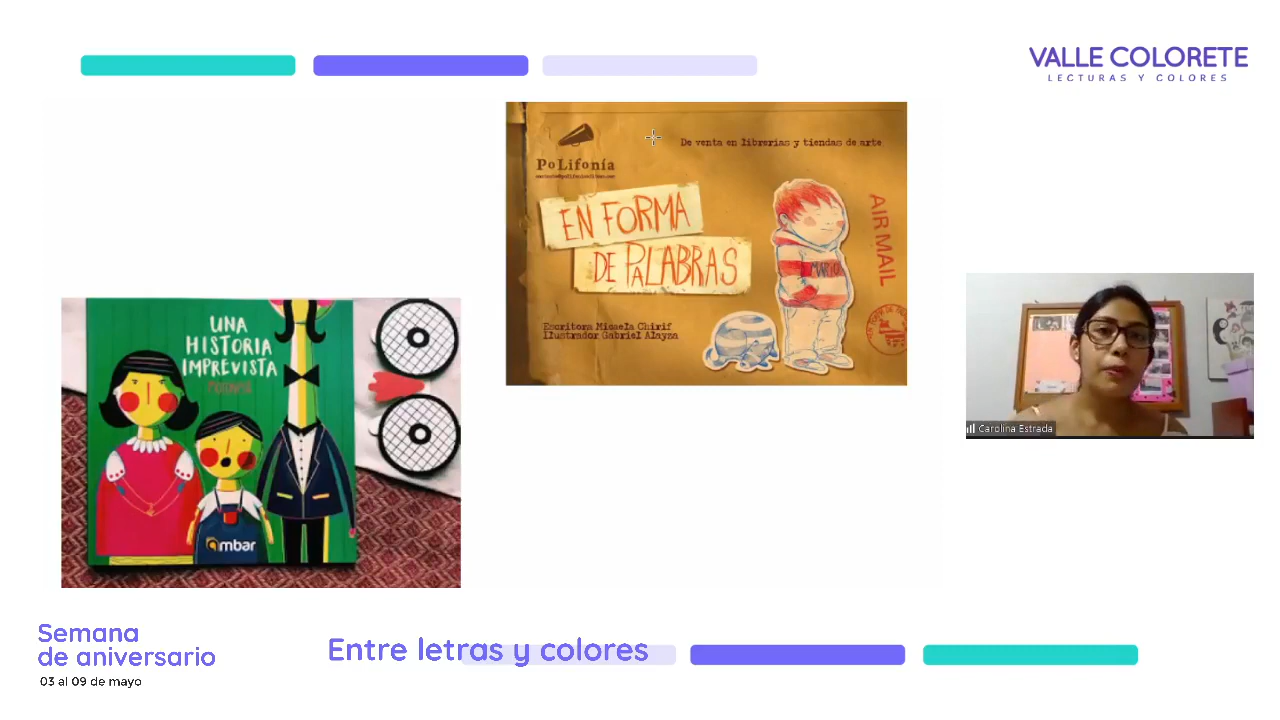 VALLE COLORETE
LECTURAS Y COLORES
De venta en librerías y tiendas de arte
PoLifonía
EN FORMA
DE PALABRAS
MARIO
AIR MAIL
Escritora Micaela Chirif
Ilustrador Gabriel Alayza
UNA
HISTORIA
IMPREVISTA
ambar
Carolina Estrada
Semana
de aniversario
03 al 09 de mayo
Entre letras y colores